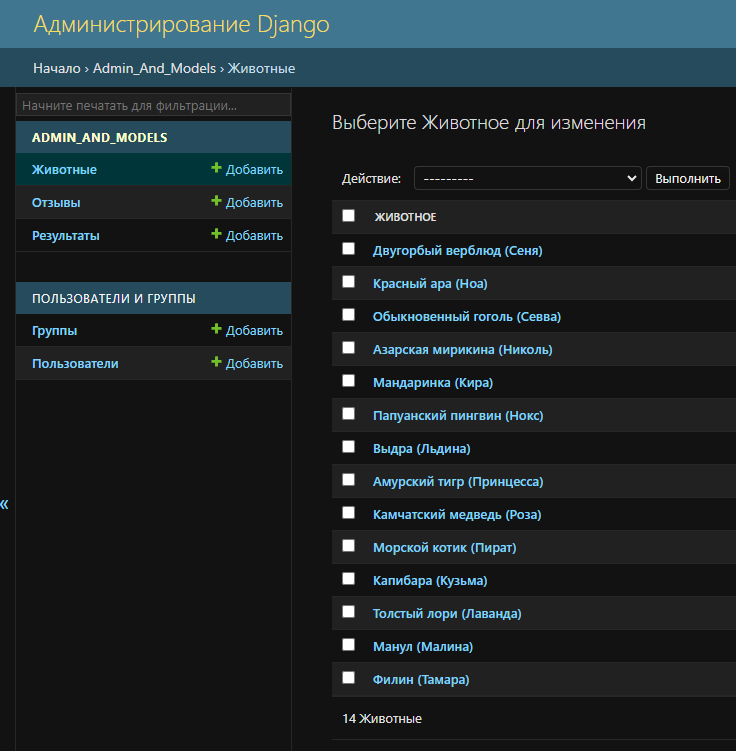 Администрирование Django
Начало › Admin_And_Models › Животные
Начните печатать для фильтрации...
ADMIN_AND_MODELS
Животные + Добавить
Отзывы + Добавить
Результаты + Добавить
ПОЛЬЗОВАТЕЛИ И ГРУППЫ
Группы + Добавить
Пользователи + Добавить
«
Выберите Животное для изменения
Действие: --------- Выполнить
ЖИВОТНОЕ
Двугорбый верблюд (Сеня)
Красный ара (Ноа)
Обыкновенный гоголь (Севва)
Азарская мирикина (Николь)
Мандаринка (Кира)
Папуанский пингвин (Нокс)
Выдра (Льдина)
Амурский тигр (Принцесса)
Камчатский медведь (Роза)
Морской котик (Пират)
Капибара (Кузьма)
Толстый лори (Лаванда)
Манул (Малина)
Филин (Тамара)
14 Животные